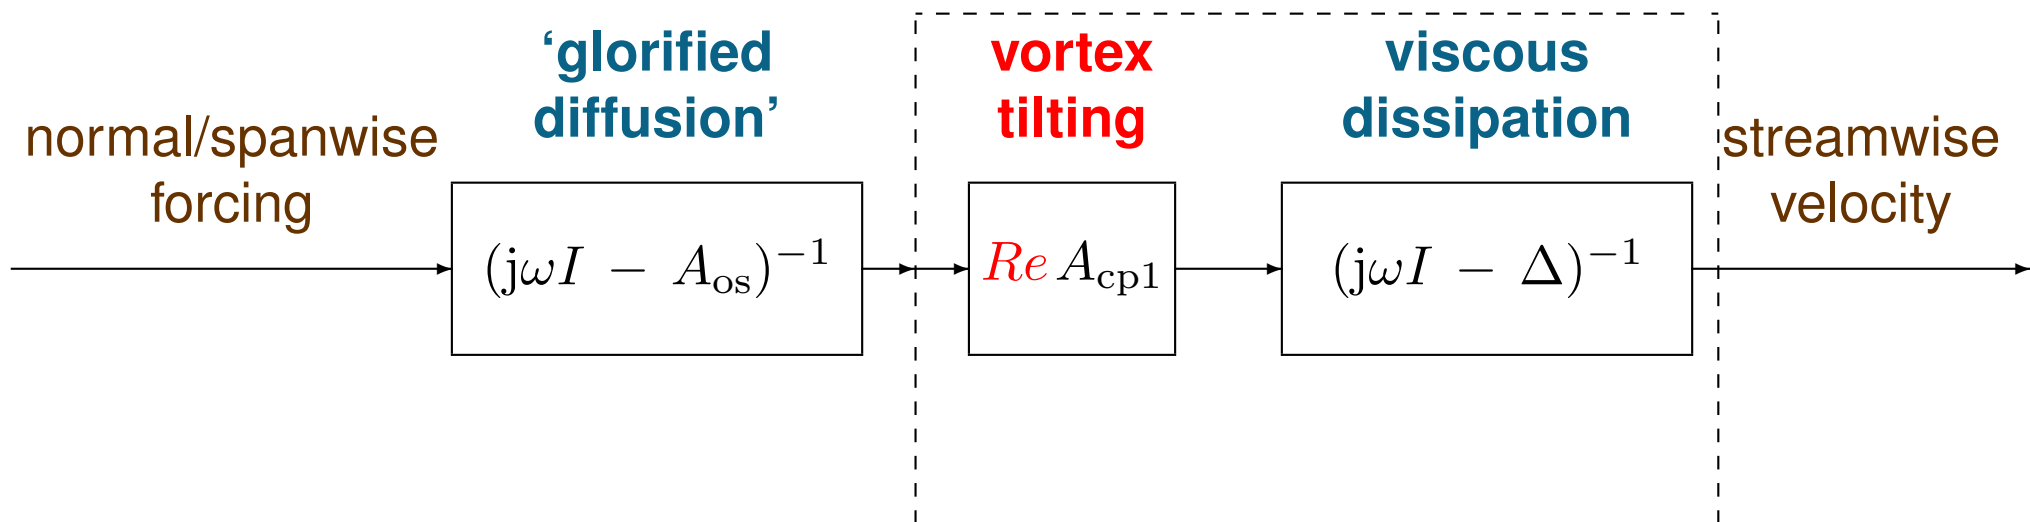 ‘glorified
diffusion’
vortex
tilting
viscous
dissipation
normal/spanwise
forcing
streamwise
velocity
(jωI − A_os)^{−1}
Re A_cp1
(jωI − Δ)^{−1}